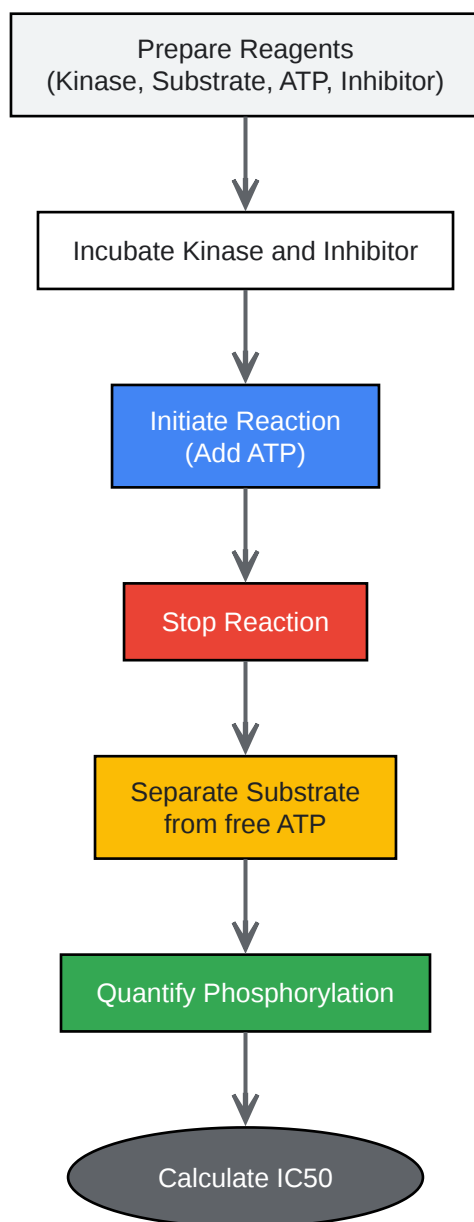 Prepare Reagents
(Kinase, Substrate, ATP, Inhibitor)
Incubate Kinase and Inhibitor
Initiate Reaction
(Add ATP)
Stop Reaction
Separate Substrate
from free ATP
Quantify Phosphorylation
Calculate IC50